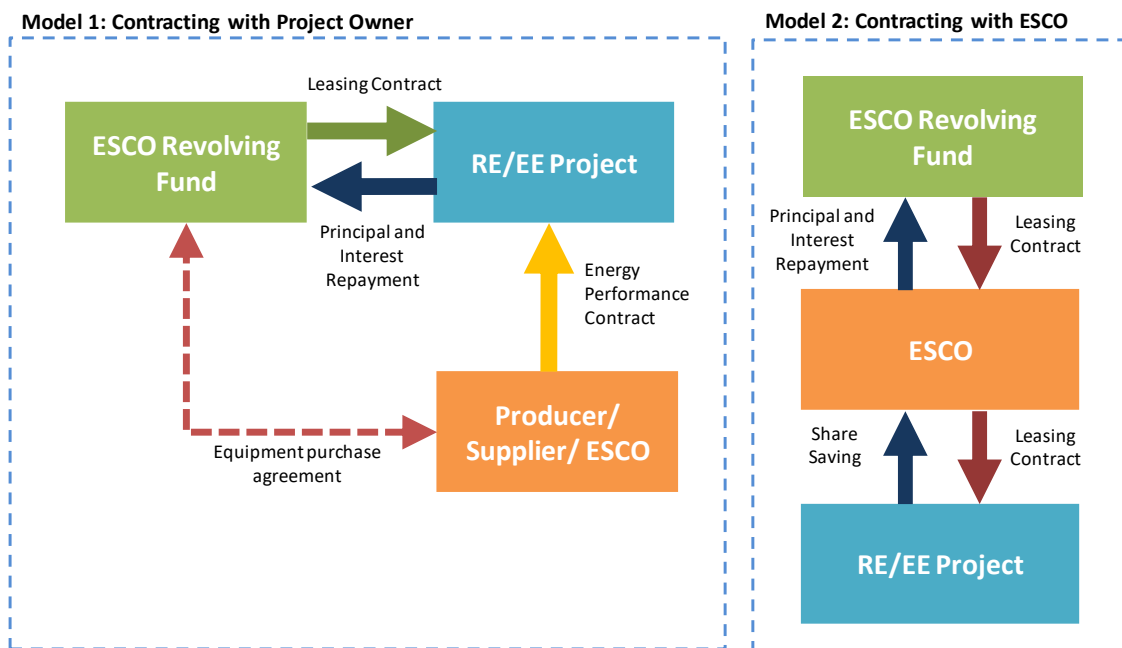 Model 1: Contracting with Project Owner
Leasing Contract
ESCO Revolving
Fund
RE/EE Project
Principal and
Interest
Repayment
Energy
Performance
Contract
Producer/
Supplier/ ESCO
Equipment purchase
agreement
Model 2: Contracting with ESCO
ESCO Revolving
Fund
Principal and
Interest
Repayment
Leasing
Contract
ESCO
Share
Saving
Leasing
Contract
RE/EE Project